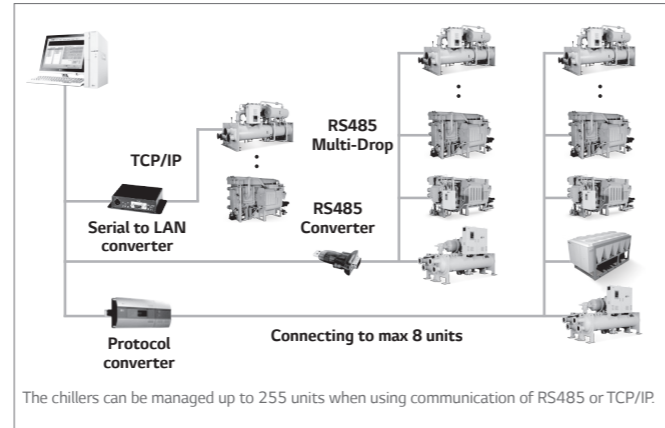 RS485
Multi-Drop
TCP/IP
Serial to LAN
converter
RS485
Converter
Protocol
converter
Connecting to max 8 units
The chillers can be managed up to 255 units when using communication of RS485 or TCP/IP.